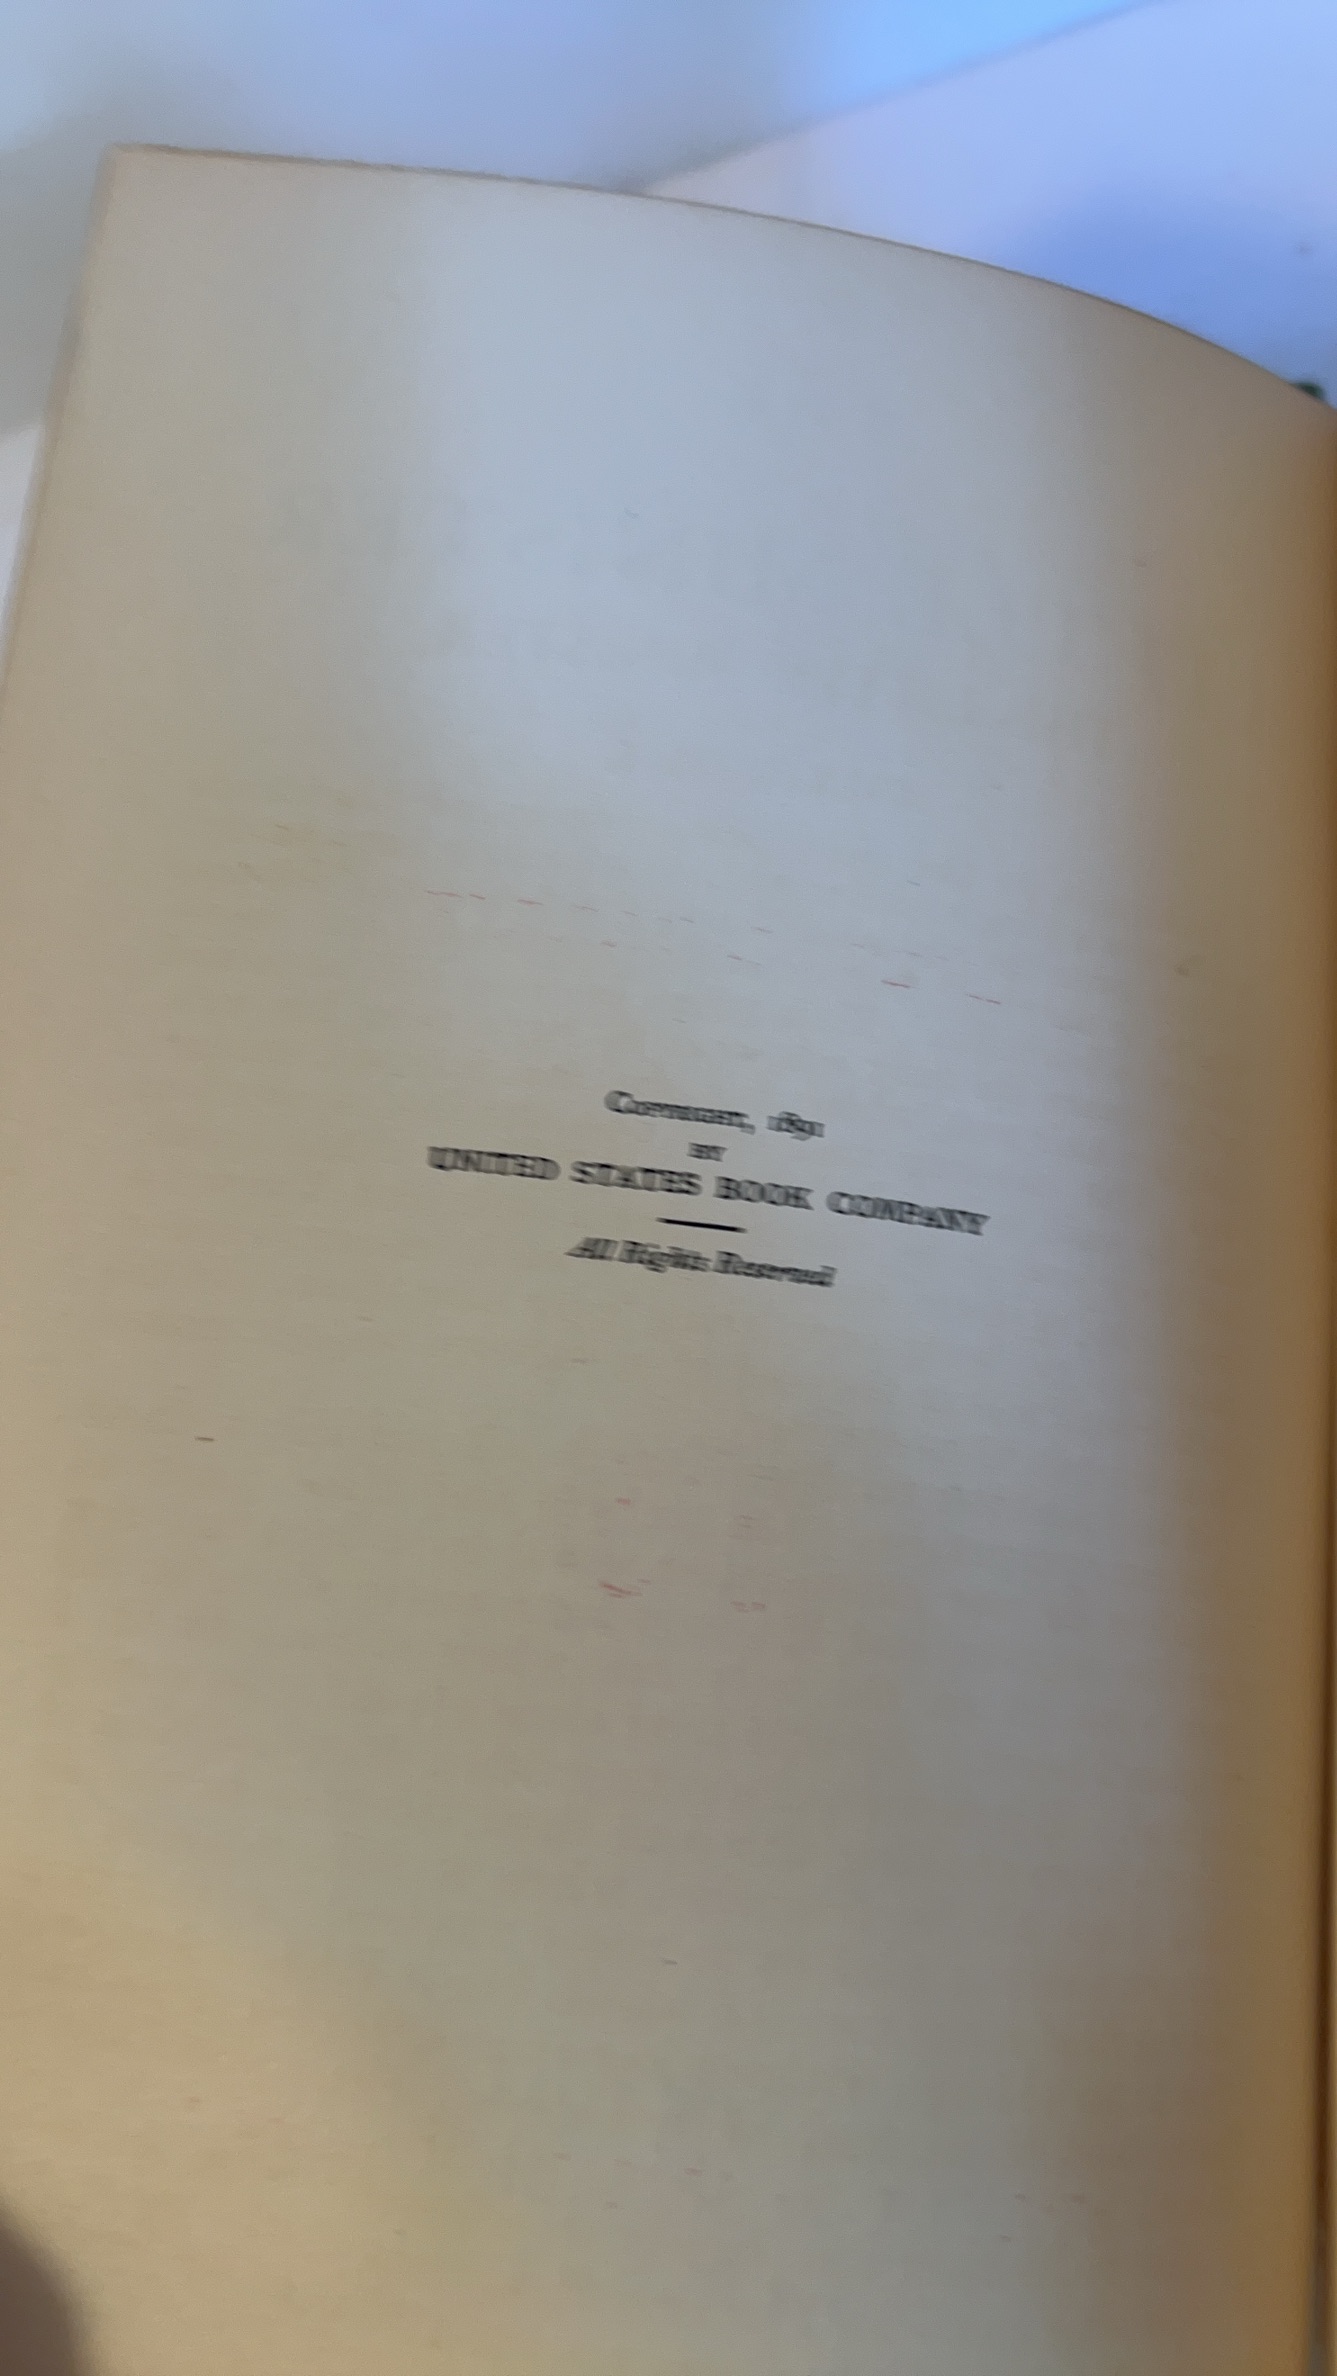 Copyright, 1891
BY
UNITED STATES BOOK COMPANY
All Rights Reserved